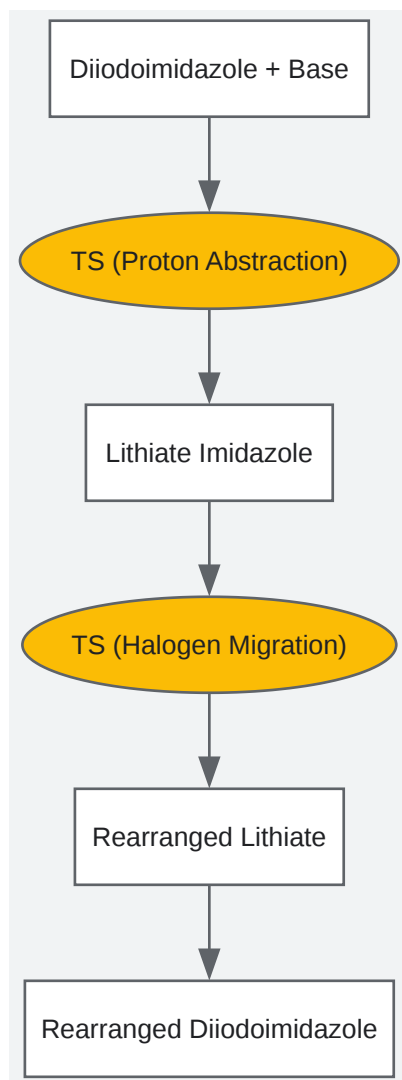 Diiodoimidazole + Base
TS (Proton Abstraction)
Lithiate Imidazole
TS (Halogen Migration)
Rearranged Lithiate
Rearranged Diiodoimidazole